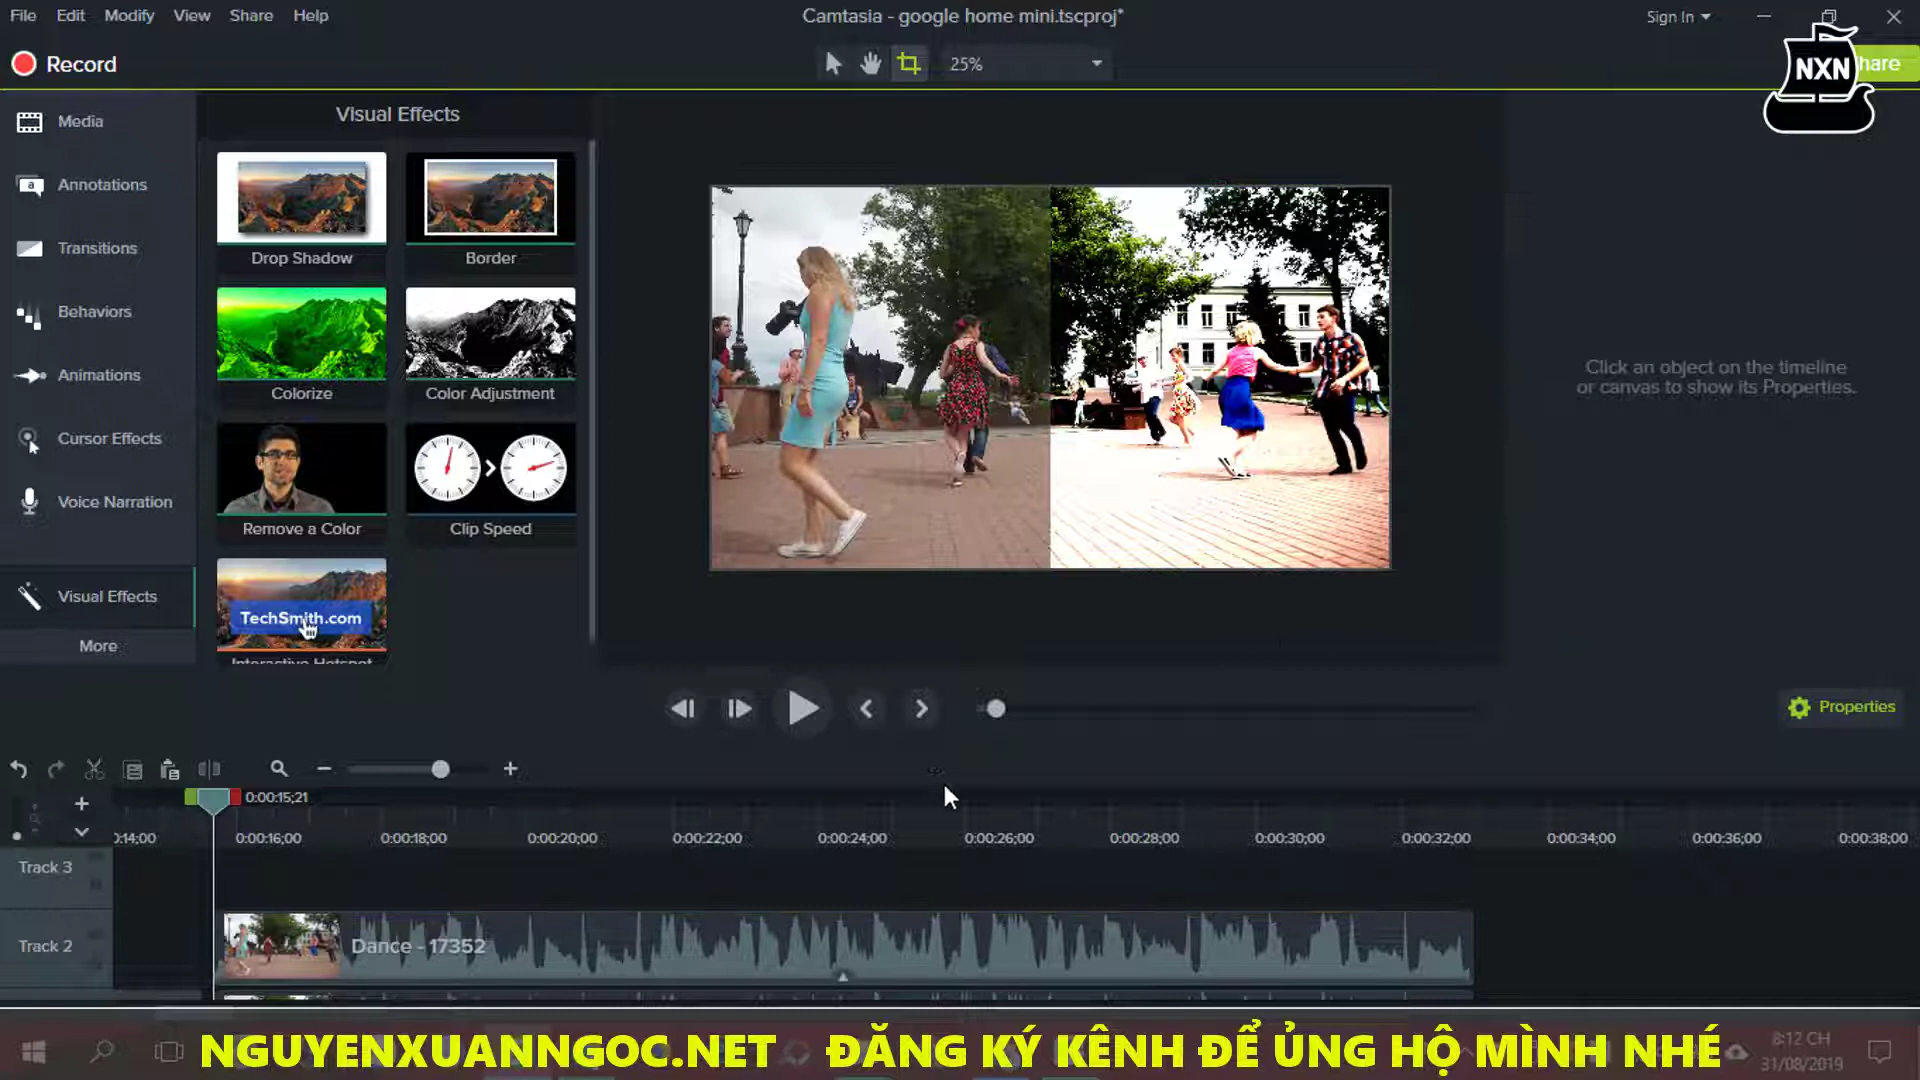 File Edit Modify View Share Help
Camtasia - google home mini.tscproj*
Sign In
Record
25%
hare
NXN
Media
Annotations
Transitions
Behaviors
Animations
Cursor Effects
Voice Narration
Visual Effects
More
Visual Effects
Drop Shadow
Border
Colorize
Color Adjustment
Remove a Color
Clip Speed
TechSmith.com
Interactive Hotspot
Click an object on the timeline
or canvas to show its Properties.
Properties
0:00:15;21
0:14;00 0:00:16;00 0:00:18;00 0:00:20;00 0:00:22;00 0:00:24;00 0:00:26;00 0:00:28;00 0:00:30;00 0:00:32;00 0:00:34;00 0:00:36;00 0:00:38;00
Track 3
Track 2
Dance - 17352
NGUYENXUANNGOC.NET ĐĂNG KÝ KÊNH ĐỂ ỦNG HỘ MÌNH NHÉ
8:12 CH
31/08/2019